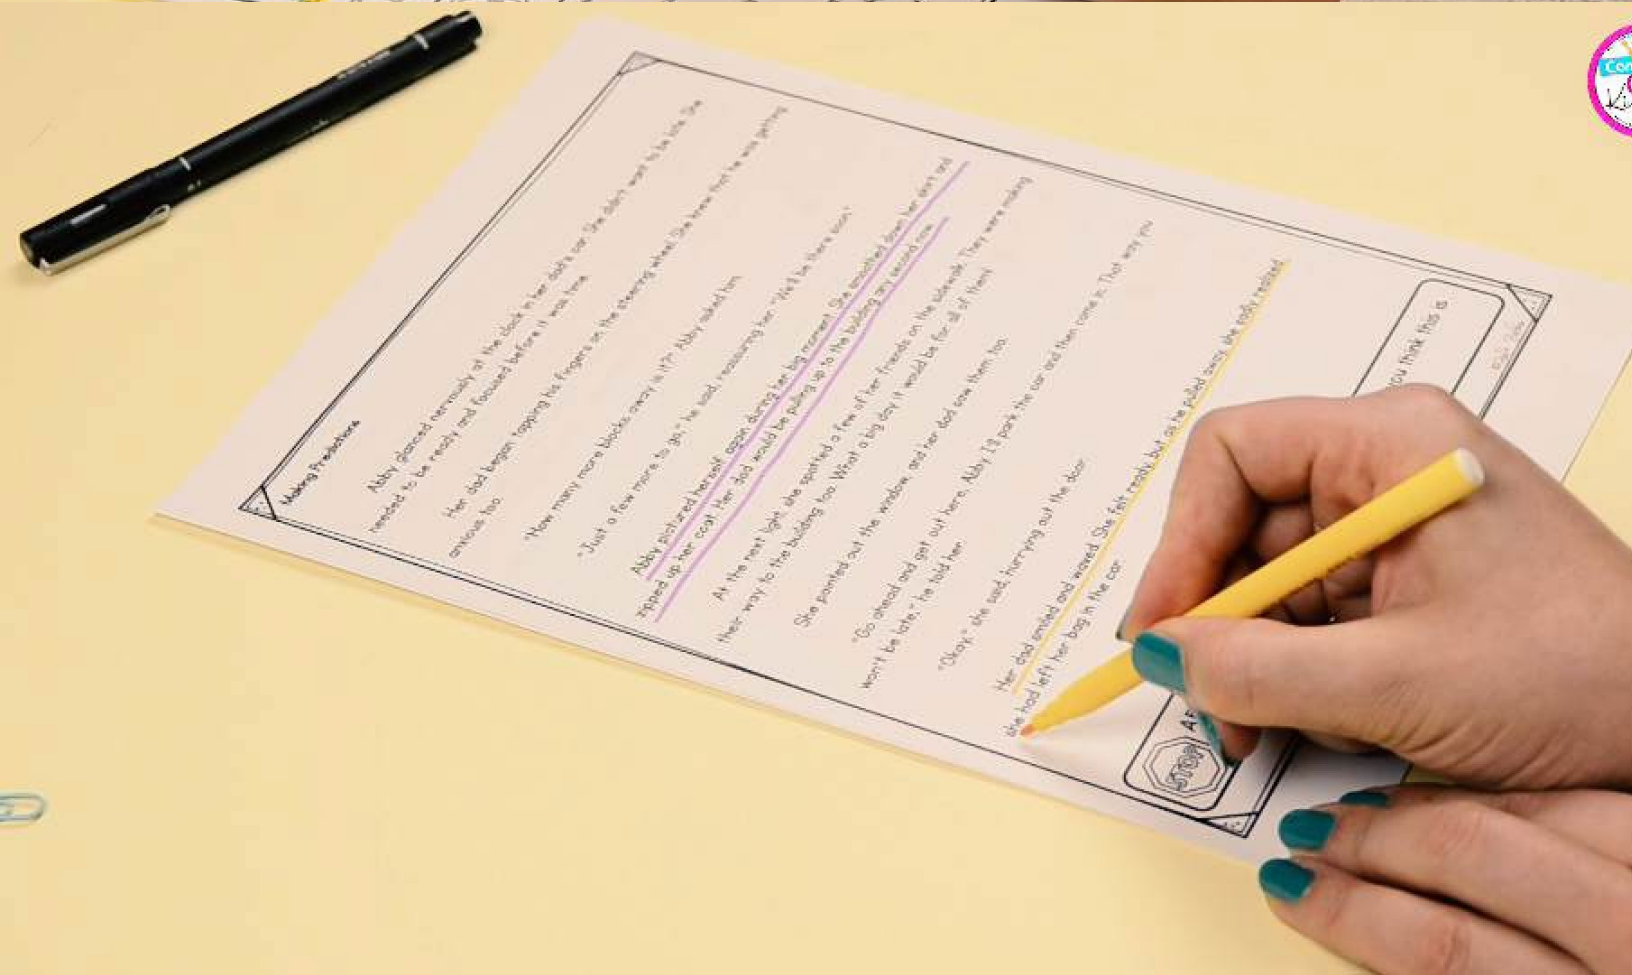 Making Predictions
Abby glanced nervously at the clock in her dad's car. She didn't want to be late. She
needed to be ready and focused before it was time.
Her dad began tapping his fingers on the steering wheel. She knew that he was getting
anxious too.
"How many more blocks away is it?" Abby asked him.
"Just a few more to go," he said, reassuring her. "We'll be there soon."
Abby pictured herself again during her big moment. She smoothed down her skirt and
zipped up her coat. Her dad would be pulling up to the building any second now.
At the next light, she spotted a few of her friends on the sidewalk. They were making
their way to the building too. What a big day it would be for all of them!
She pointed out the window, and her dad saw them too.
"Go ahead and get out here, Abby. I'll park the car and then come in. That way you
won't be late," he told her.
"Okay," she said, hurrying out the door.
Her dad smiled and waved. She felt ready, but as he pulled away, she sadly realized
she had left her bag in the car.
STOP
you think this is